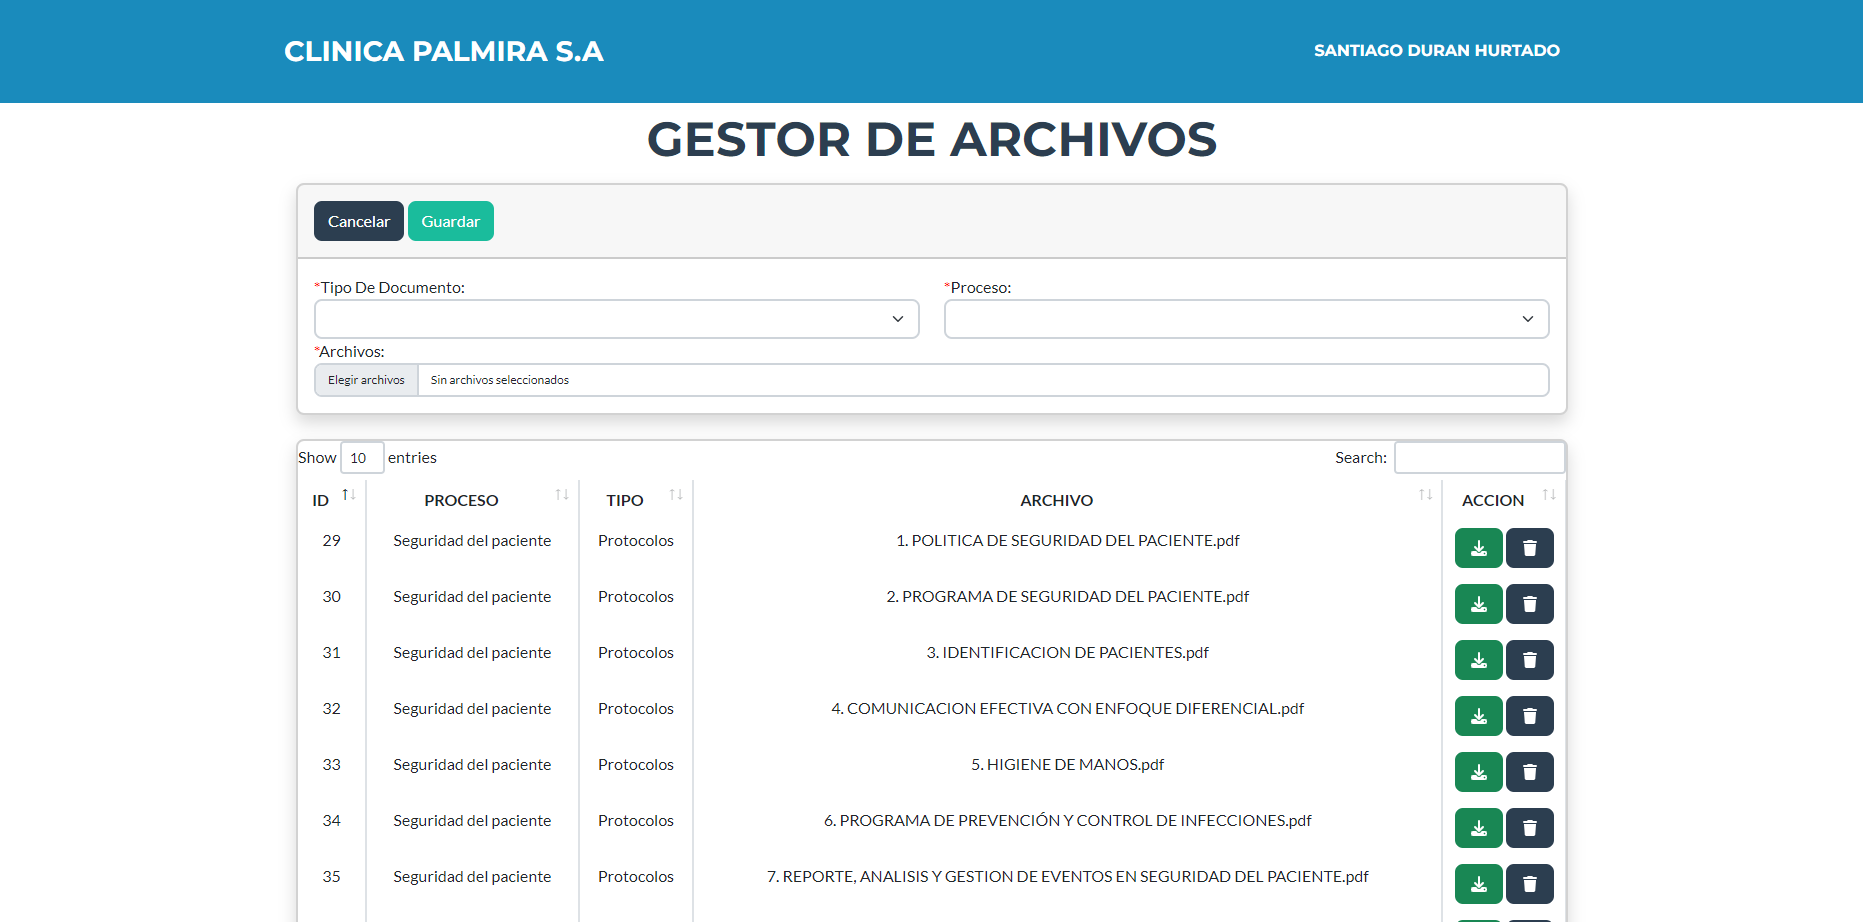 CLINICA PALMIRA S.A
SANTIAGO DURAN HURTADO
GESTOR DE ARCHIVOS
Cancelar Guardar
*Tipo De Documento: *Proceso:
*Archivos:
Elegir archivos Sin archivos seleccionados
Show 10 entries Search:
ID PROCESO TIPO ARCHIVO ACCION
29 Seguridad del paciente Protocolos 1. POLITICA DE SEGURIDAD DEL PACIENTE.pdf
30 Seguridad del paciente Protocolos 2. PROGRAMA DE SEGURIDAD DEL PACIENTE.pdf
31 Seguridad del paciente Protocolos 3. IDENTIFICACION DE PACIENTES.pdf
32 Seguridad del paciente Protocolos 4. COMUNICACION EFECTIVA CON ENFOQUE DIFERENCIAL.pdf
33 Seguridad del paciente Protocolos 5. HIGIENE DE MANOS.pdf
34 Seguridad del paciente Protocolos 6. PROGRAMA DE PREVENCIÓN Y CONTROL DE INFECCIONES.pdf
35 Seguridad del paciente Protocolos 7. REPORTE, ANALISIS Y GESTION DE EVENTOS EN SEGURIDAD DEL PACIENTE.pdf